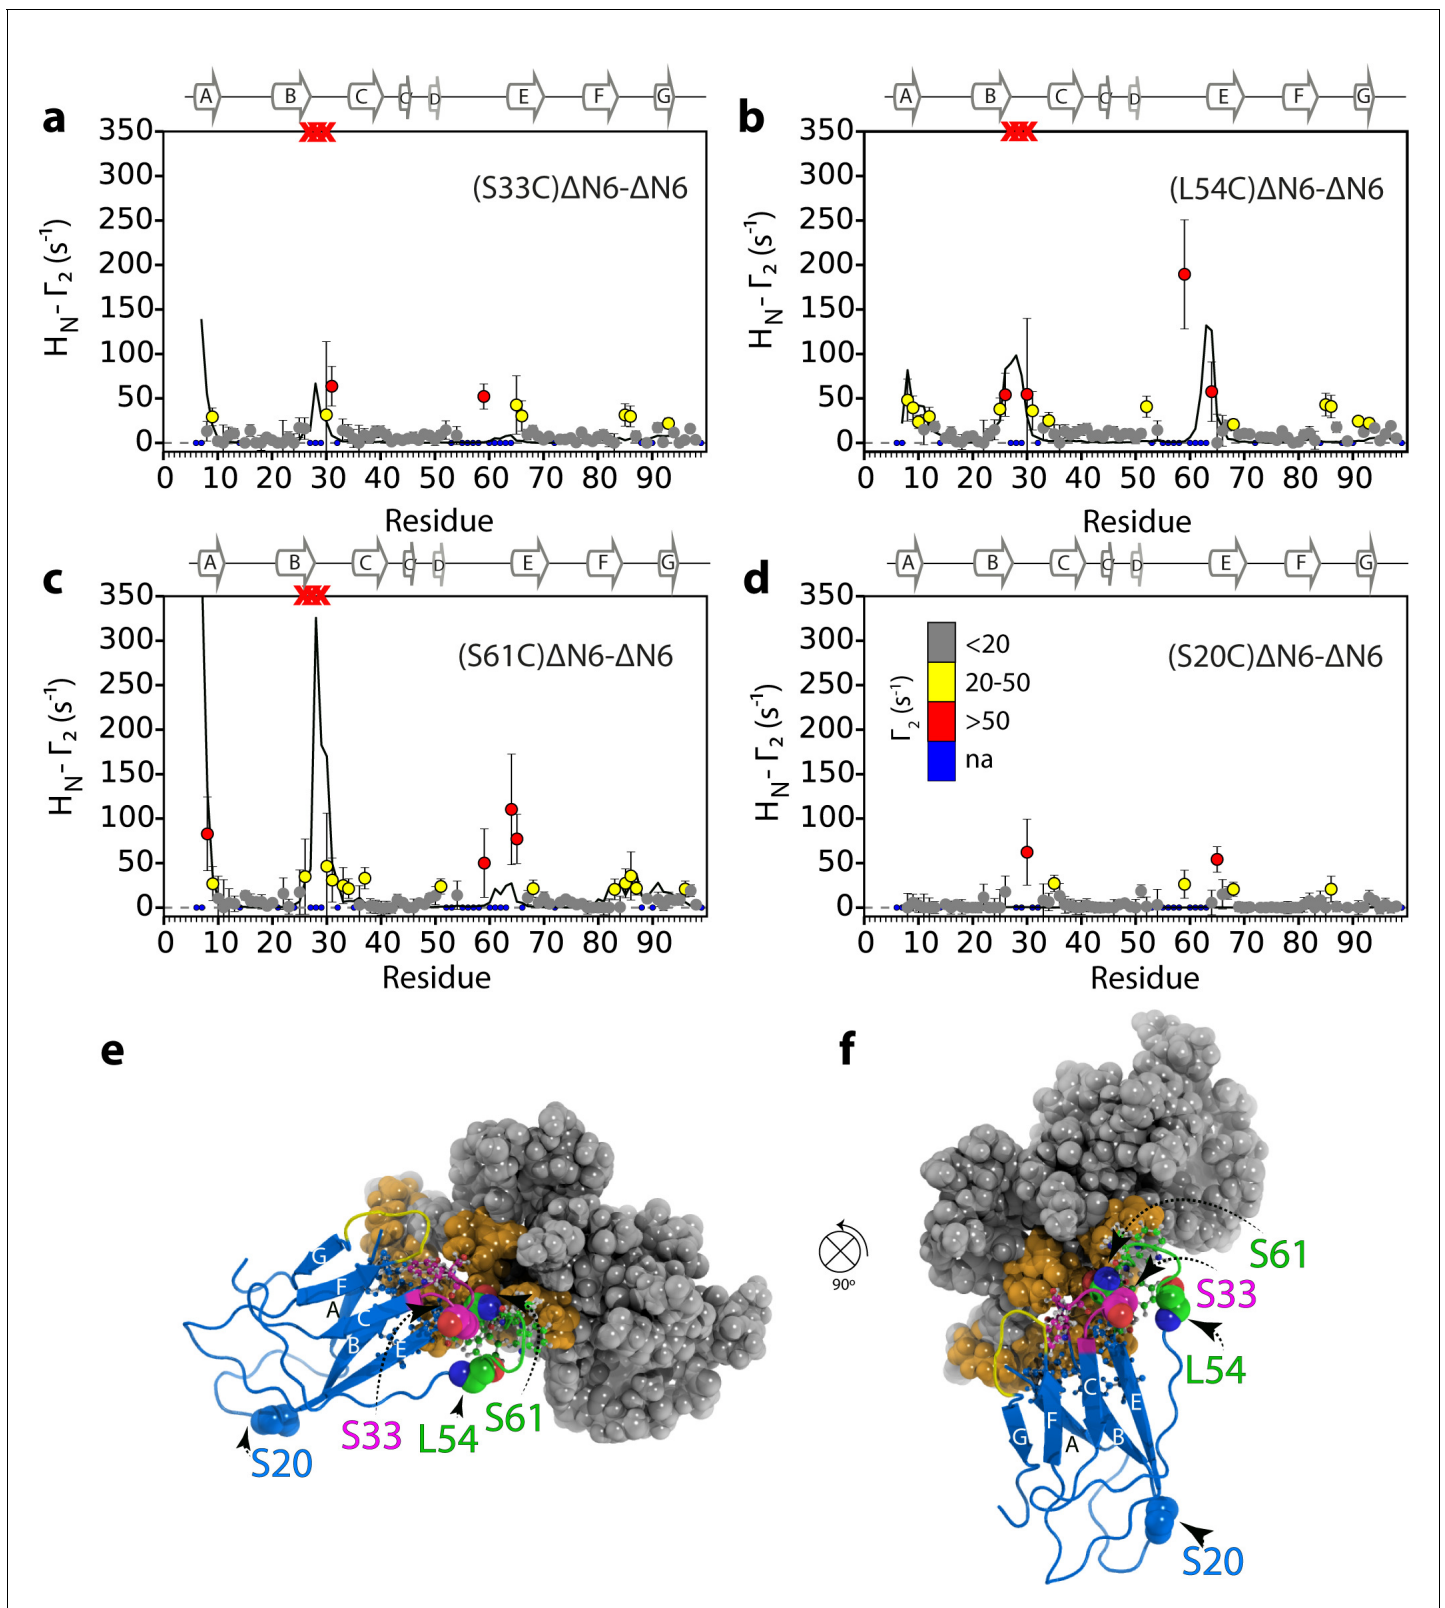 A B C C' D E F G
A B C C' D E F G
a
b
350
300
250
200
150
100
50
0
H_N- Γ₂ (s⁻¹)
(S33C)ΔN6-ΔN6
0 10 20 30 40 50 60 70 80 90
Residue
350
300
250
200
150
100
50
0
H_N- Γ₂ (s⁻¹)
(L54C)ΔN6-ΔN6
0 10 20 30 40 50 60 70 80 90
Residue
A B C C' D E F G
A B C C' D E F G
c
d
350
300
250
200
150
100
50
0
H_N- Γ₂ (s⁻¹)
(S61C)ΔN6-ΔN6
0 10 20 30 40 50 60 70 80 90
Residue
350
300
250
200
150
100
50
0
H_N- Γ₂ (s⁻¹)
(S20C)ΔN6-ΔN6
Γ₂ (s⁻¹)
<20
20-50
>50
na
0 10 20 30 40 50 60 70 80 90
Residue
e
G
F
A
C
B
E
S33
L54
S61
S20
f
90º
S61
S33
L54
C
E
F
G
A
B
S20